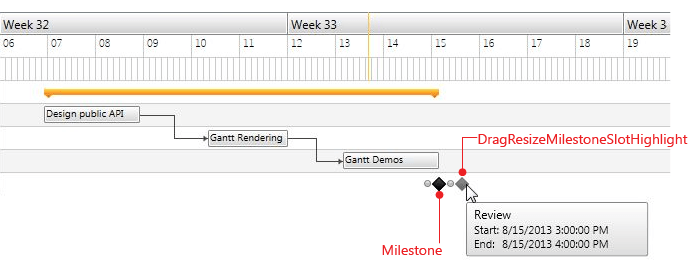 Week 32 Week 33 Week 3
06 07 08 09 10 11 12 13 14 15 16 17 18 19
Design public API
Gantt Rendering
DragResizeMilestoneSlotHighlight
Gantt Demos
Review
Start: 8/15/2013 3:00:00 PM
End: 8/15/2013 4:00:00 PM
Milestone